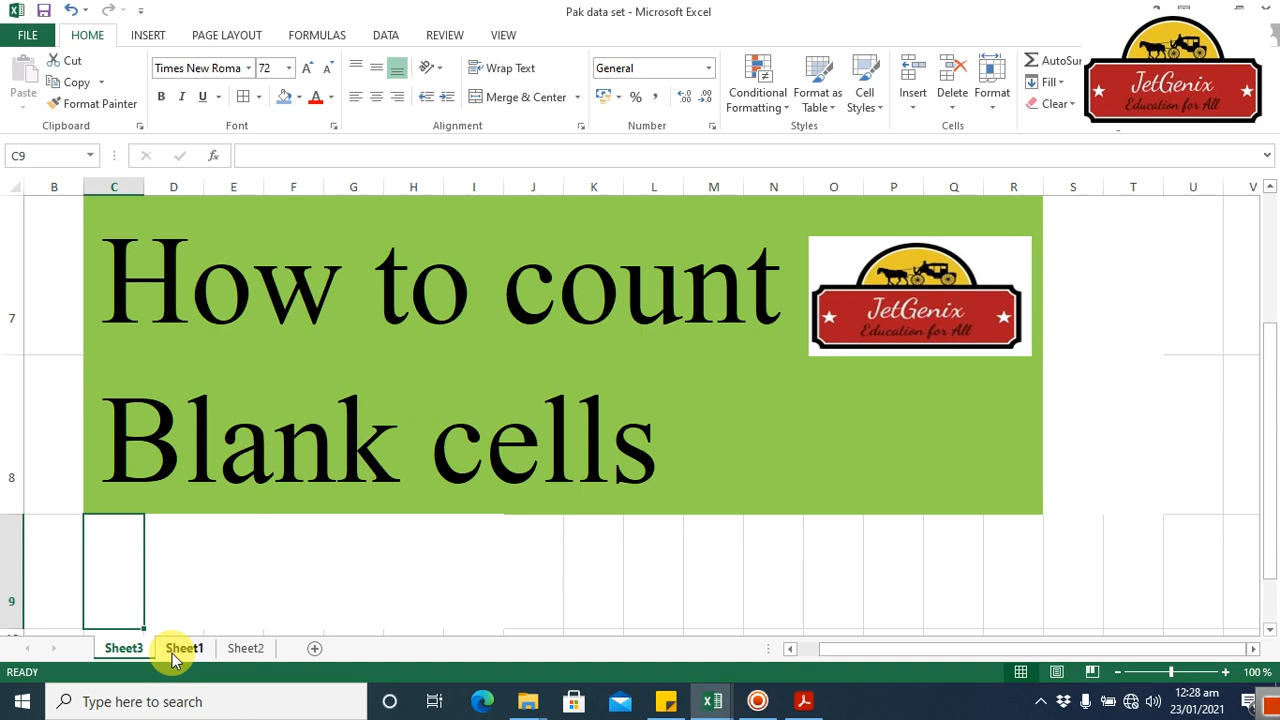 Pak data set - Microsoft Excel
FILE HOME INSERT PAGE LAYOUT FORMULAS DATA REVIEW VIEW
Cut
Copy
Format Painter
Paste
Clipboard
Times New Roma 72
B I U
Font
Wrap Text
Merge & Center
Alignment
General
%
Number
Conditional Formatting
Format as Table
Cell Styles
Styles
Insert Delete Format
Cells
AutoSu
Fill
Clear
JetGenix
Education for All
C9
fx
B C D E F G H I J K L M N O P Q R S T U V
7
8
9
How to count
Blank cells
JetGenix
Education for All
Sheet3 Sheet1 Sheet2
READY
100 %
Type here to search
12:28 am
23/01/2021